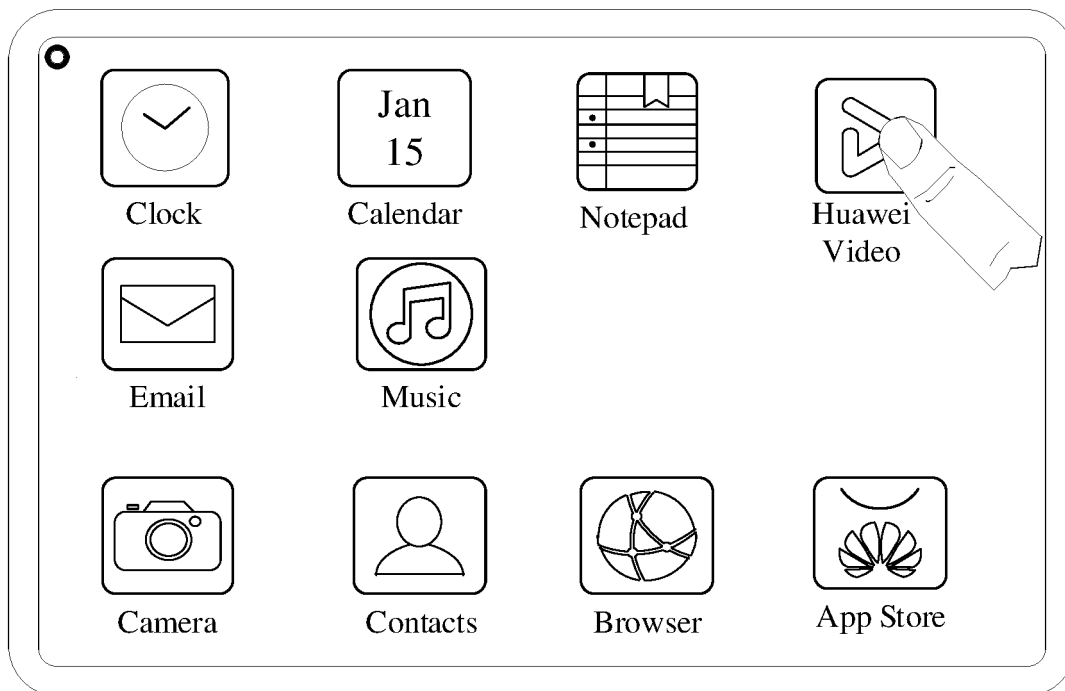 Jan
15
Clock
Calendar
Notepad
Huawei
Video
Email
Music
Camera
Contacts
Browser
App Store